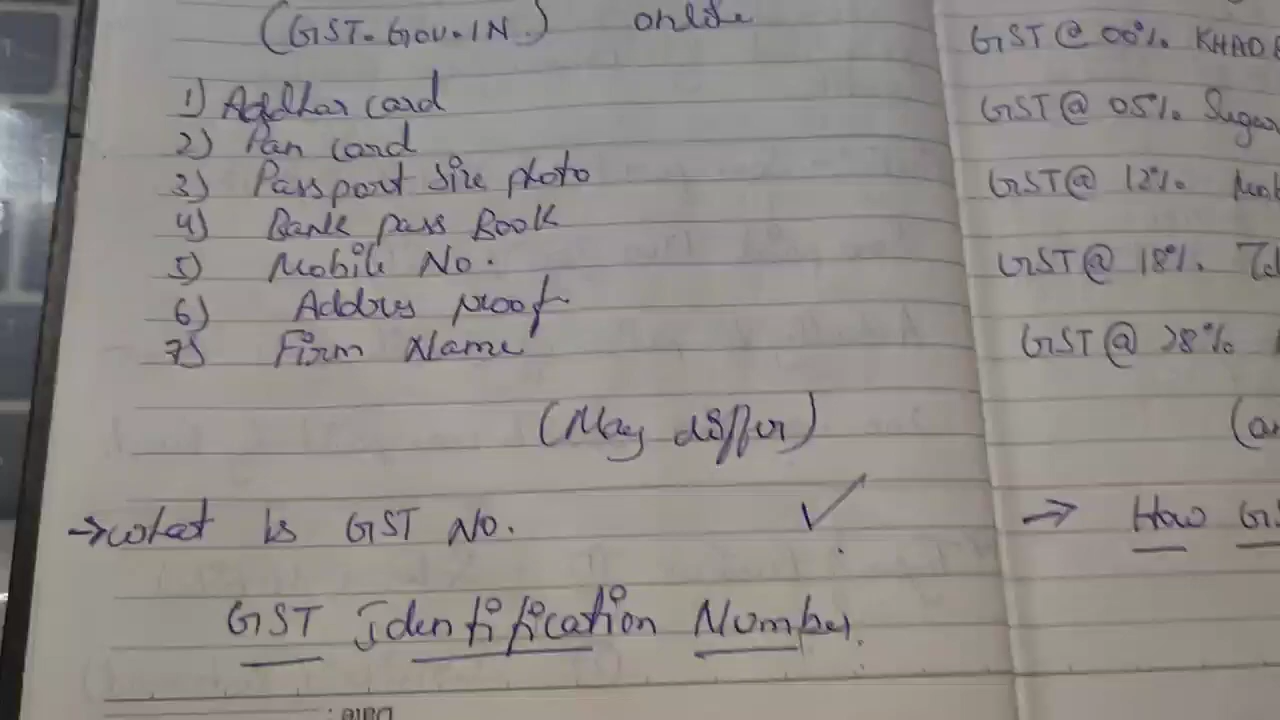 (GST.Gov.IN.) online
1) Aadhar card
2) Pan card
3) Passport size photo
4) Bank pass Book
5) Mobile No.
6) Address proof
7) Firm Name
(May differ)
→ what is GST No.
GST Identification Number.
GST @ 00%. KHAD
GST @ 05%. Sugar
GST @ 12%.
GST @ 18%.
GST @ 28%
→ How